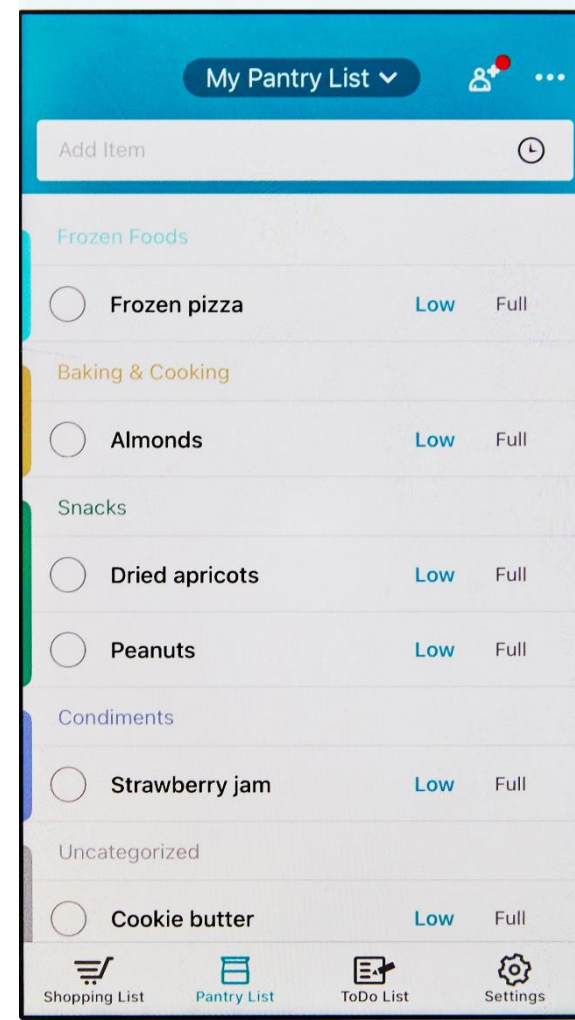 My Pantry List
Add Item
Frozen Foods
Frozen pizza Low Full
Baking & Cooking
Almonds Low Full
Snacks
Dried apricots Low Full
Peanuts Low Full
Condiments
Strawberry jam Low Full
Uncategorized
Cookie butter Low Full
Shopping List Pantry List ToDo List Settings